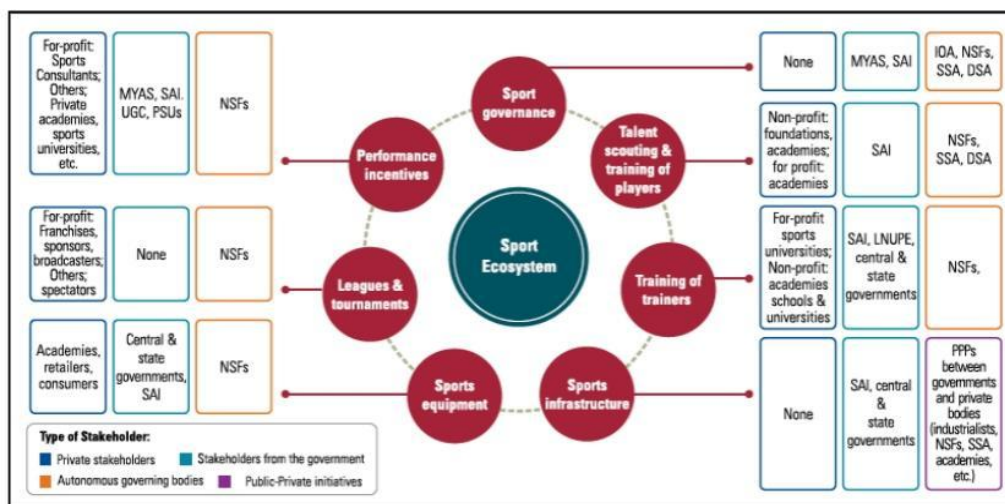 For-profit:
Sports
Consultants;
Others;
Private
academies,
sports
universities,
etc.
MYAS, SAI.
UGC, PSUs
NSFs
For-profit:
Franchises,
sponsors,
broadcasters;
Others;
spectators
None
NSFs
Academies,
retailers,
consumers
Central &
state
governments,
SAI
NSFs
Sport
governance
Performance
incentives
Talent
scouting &
training of
players
Sport
Ecosystem
Leagues &
tournaments
Training of
trainers
Sports
equipment
Sports
infrastructure
None
MYAS, SAI
IOA, NSFs,
SSA, DSA
Non-profit:
foundations,
academies;
for profit:
academies
SAI
NSFs,
SSA, DSA
For-profit
sports
universities;
Non-profit:
academies
schools &
universities
SAI, LNUPE,
central &
state
governments
NSFs,
None
SAI, central
&
state
governments
PPPs
between
governments
and private
bodies
(industrialists,
NSFs, SSA,
academies,
etc.)
Type of Stakeholder:
Private stakeholders
Stakeholders from the government
Autonomous governing bodies
Public-Private initiatives